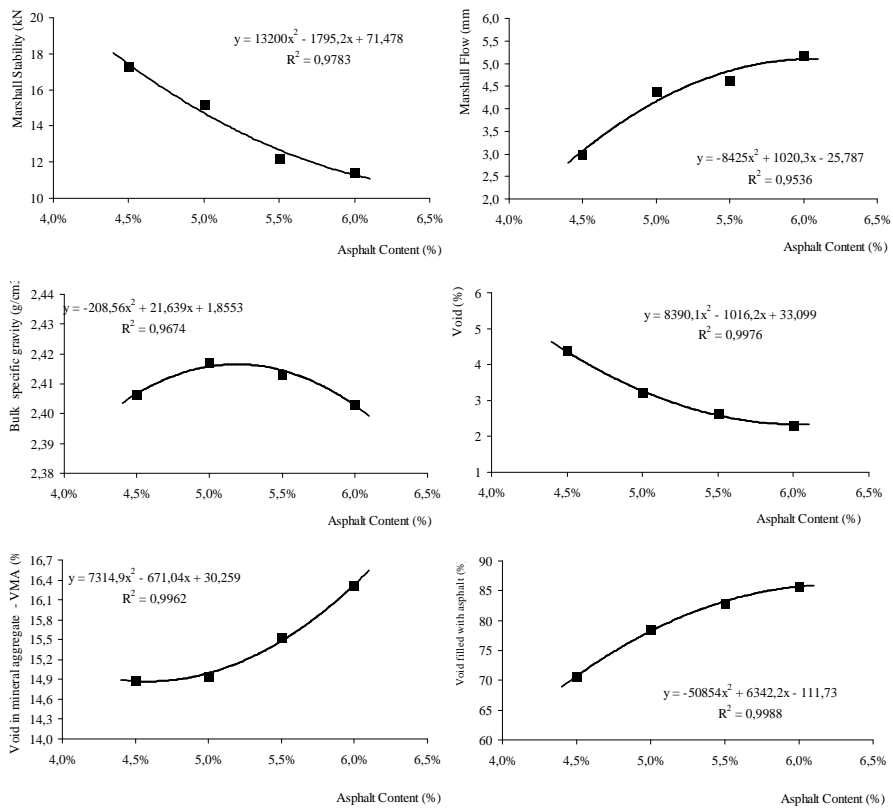 Marshall Stability (kN
20
18
16
14
12
10
4,0% 4,5% 5,0% 5,5% 6,0% 6,5%
Asphalt Content (%)
y = 13200x² - 1795,2x + 71,478
R² = 0,9783
Marshall Flow (mm
6,0
5,0
4,0
3,0
2,0
4,0% 4,5% 5,0% 5,5% 6,0% 6,5%
Asphalt Content (%)
y = -8425x² + 1020,3x - 25,787
R² = 0,9536
Bulk specific gravity (g/cm³
2,44
2,43
2,42
2,41
2,40
2,39
2,38
4,0% 4,5% 5,0% 5,5% 6,0% 6,5%
Asphalt Content (%)
y = -208,56x² + 21,639x + 1,8553
R² = 0,9674
Void (%)
6
5
4
3
2
1
4,0% 4,5% 5,0% 5,5% 6,0% 6,5%
Asphalt Content (%)
y = 8390,1x² - 1016,2x + 33,099
R² = 0,9976
Void in mineral aggregate - VMA (%
16,7
16,4
16,1
15,8
15,5
15,2
14,9
14,6
14,3
14,0
4,0% 4,5% 5,0% 5,5% 6,0% 6,5%
Asphalt Content (%)
y = 7314,9x² - 671,04x + 30,259
R² = 0,9962
Void filled with asphalt (%
90
85
80
75
70
65
60
4,0% 4,5% 5,0% 5,5% 6,0% 6,5%
Asphalt Content (%)
y = -50854x² + 6342,2x - 111,73
R² = 0,9988